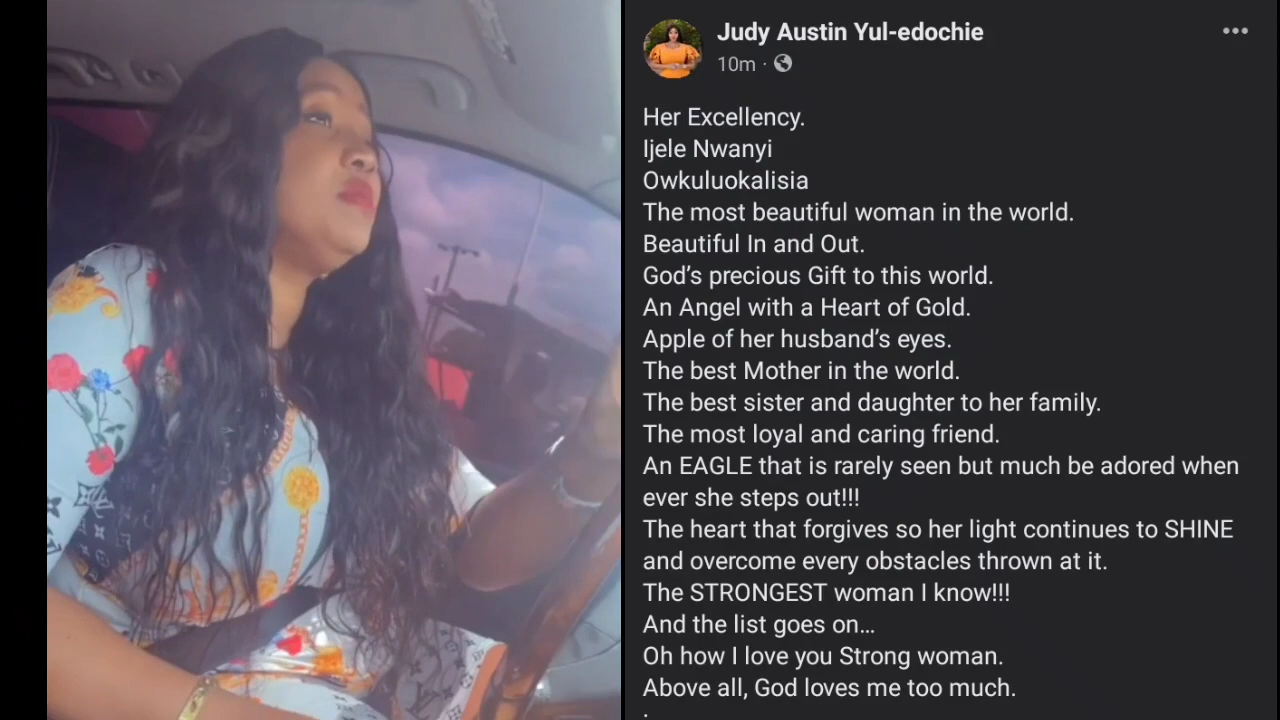 Judy Austin Yul-edochie
10m ·
Her Excellency.
Ijele Nwanyi
Owkuluokalisia
The most beautiful woman in the world.
Beautiful In and Out.
God’s precious Gift to this world.
An Angel with a Heart of Gold.
Apple of her husband’s eyes.
The best Mother in the world.
The best sister and daughter to her family.
The most loyal and caring friend.
An EAGLE that is rarely seen but much be adored when
ever she steps out!!!
The heart that forgives so her light continues to SHINE
and overcome every obstacles thrown at it.
The STRONGEST woman I know!!!
And the list goes on…
Oh how I love you Strong woman.
Above all, God loves me too much.